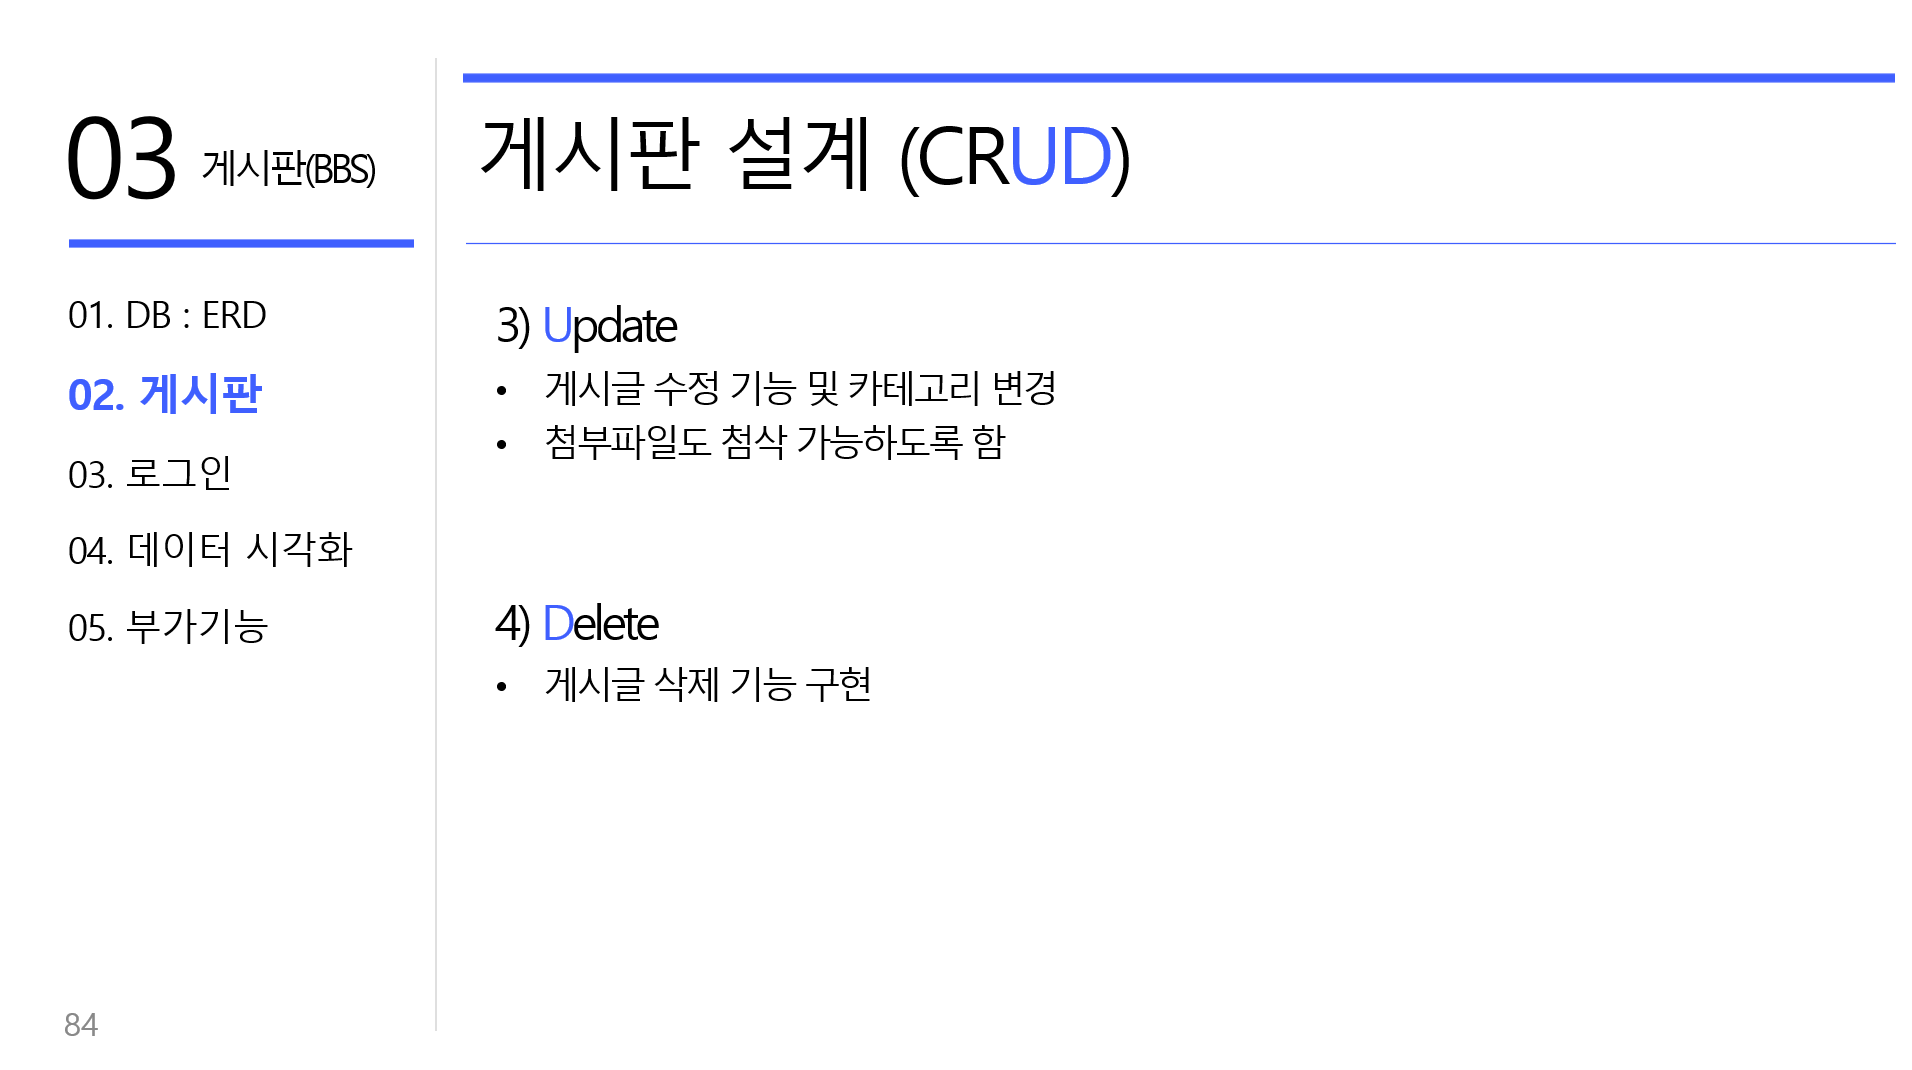 03 게시판(BBS)
01. DB : ERD
02. 게시판
03. 로그인
04. 데이터 시각화
05. 부가기능
84
게시판 설계 (CRUD)
3) Update
• 게시글 수정 기능 및 카테고리 변경
• 첨부파일도 첨삭 가능하도록 함
4) Delete
• 게시글 삭제 기능 구현